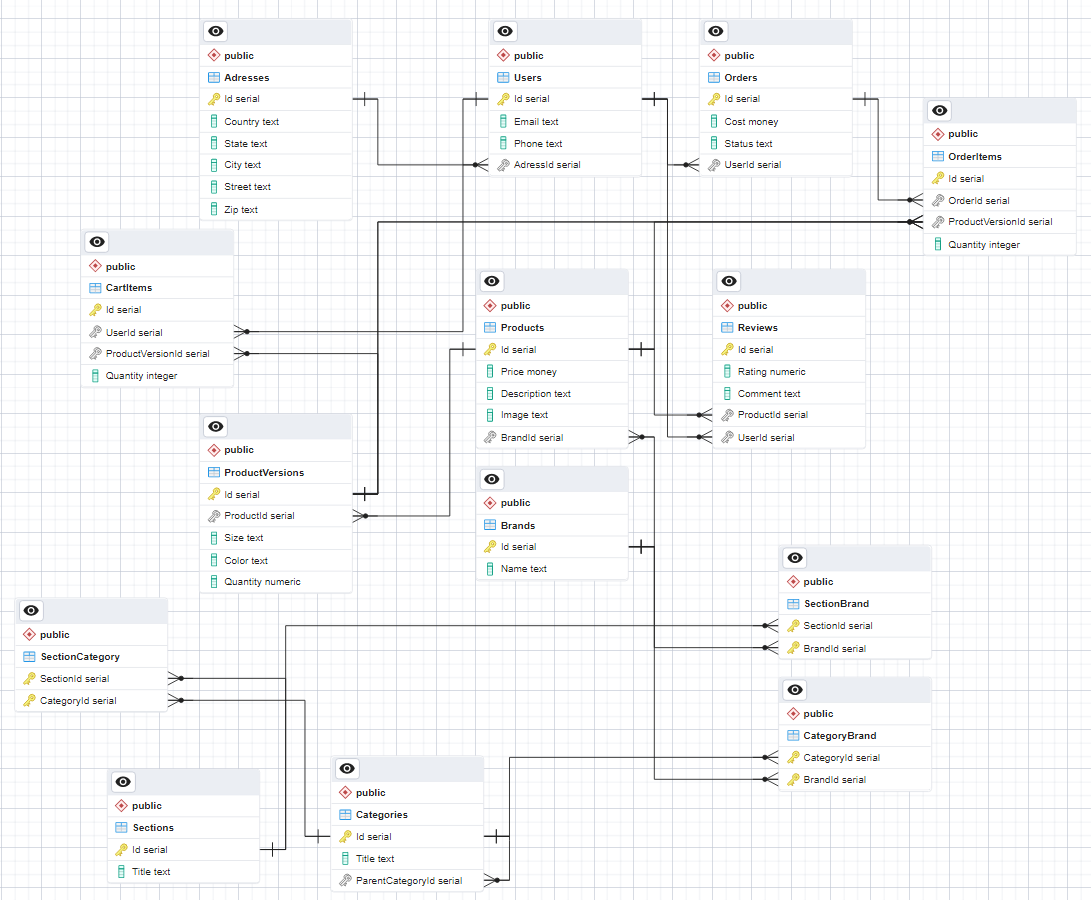 public
Adresses
Id serial
Country text
State text
City text
Street text
Zip text
public
Users
Id serial
Email text
Phone text
AdressId serial
public
Orders
Id serial
Cost money
Status text
UserId serial
public
OrderItems
Id serial
OrderId serial
ProductVersionId serial
Quantity integer
public
CartItems
Id serial
UserId serial
ProductVersionId serial
Quantity integer
public
Products
Id serial
Price money
Description text
Image text
BrandId serial
public
Reviews
Id serial
Rating numeric
Comment text
ProductId serial
UserId serial
public
ProductVersions
Id serial
ProductId serial
Size text
Color text
Quantity numeric
public
Brands
Id serial
Name text
public
SectionBrand
SectionId serial
BrandId serial
public
SectionCategory
SectionId serial
CategoryId serial
public
CategoryBrand
CategoryId serial
BrandId serial
public
Sections
Id serial
Title text
public
Categories
Id serial
Title text
ParentCategoryId serial